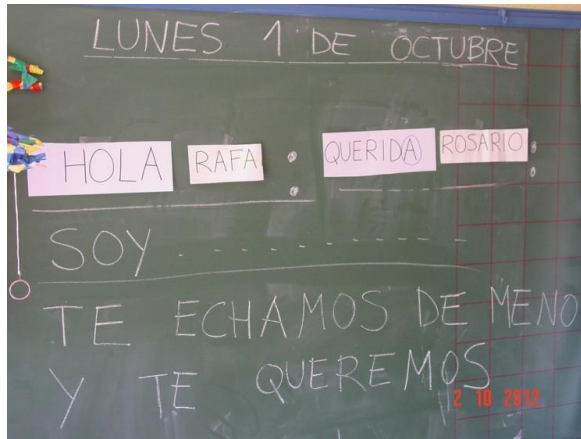 LUNES 1 DE OCTUBRE
HOLA RAFA : QUERIDA ROSARIO :
SOY - - - - - - - - - - -
TE ECHAMOS DE MENO
Y TE QUEREMOS
2 10 2012